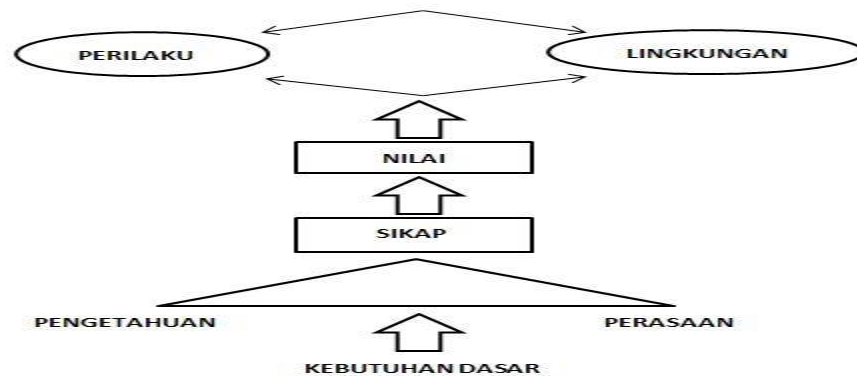 PERILAKU
LINGKUNGAN
NILAI
SIKAP
PENGETAHUAN
PERASAAN
KEBUTUHAN DASAR